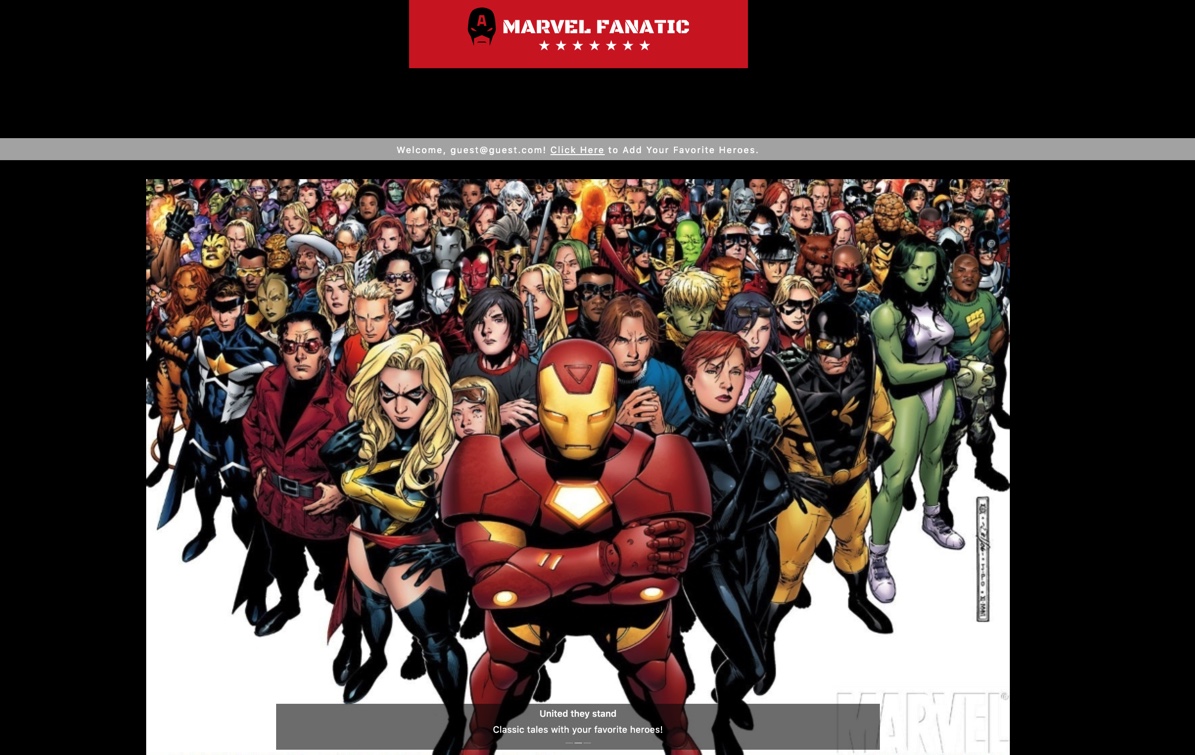 A
MARVEL FANATIC
Welcome, guest@guest.com! Click Here to Add Your Favorite Heroes.
MARVEL
United they stand
Classic tales with your favorite heroes!